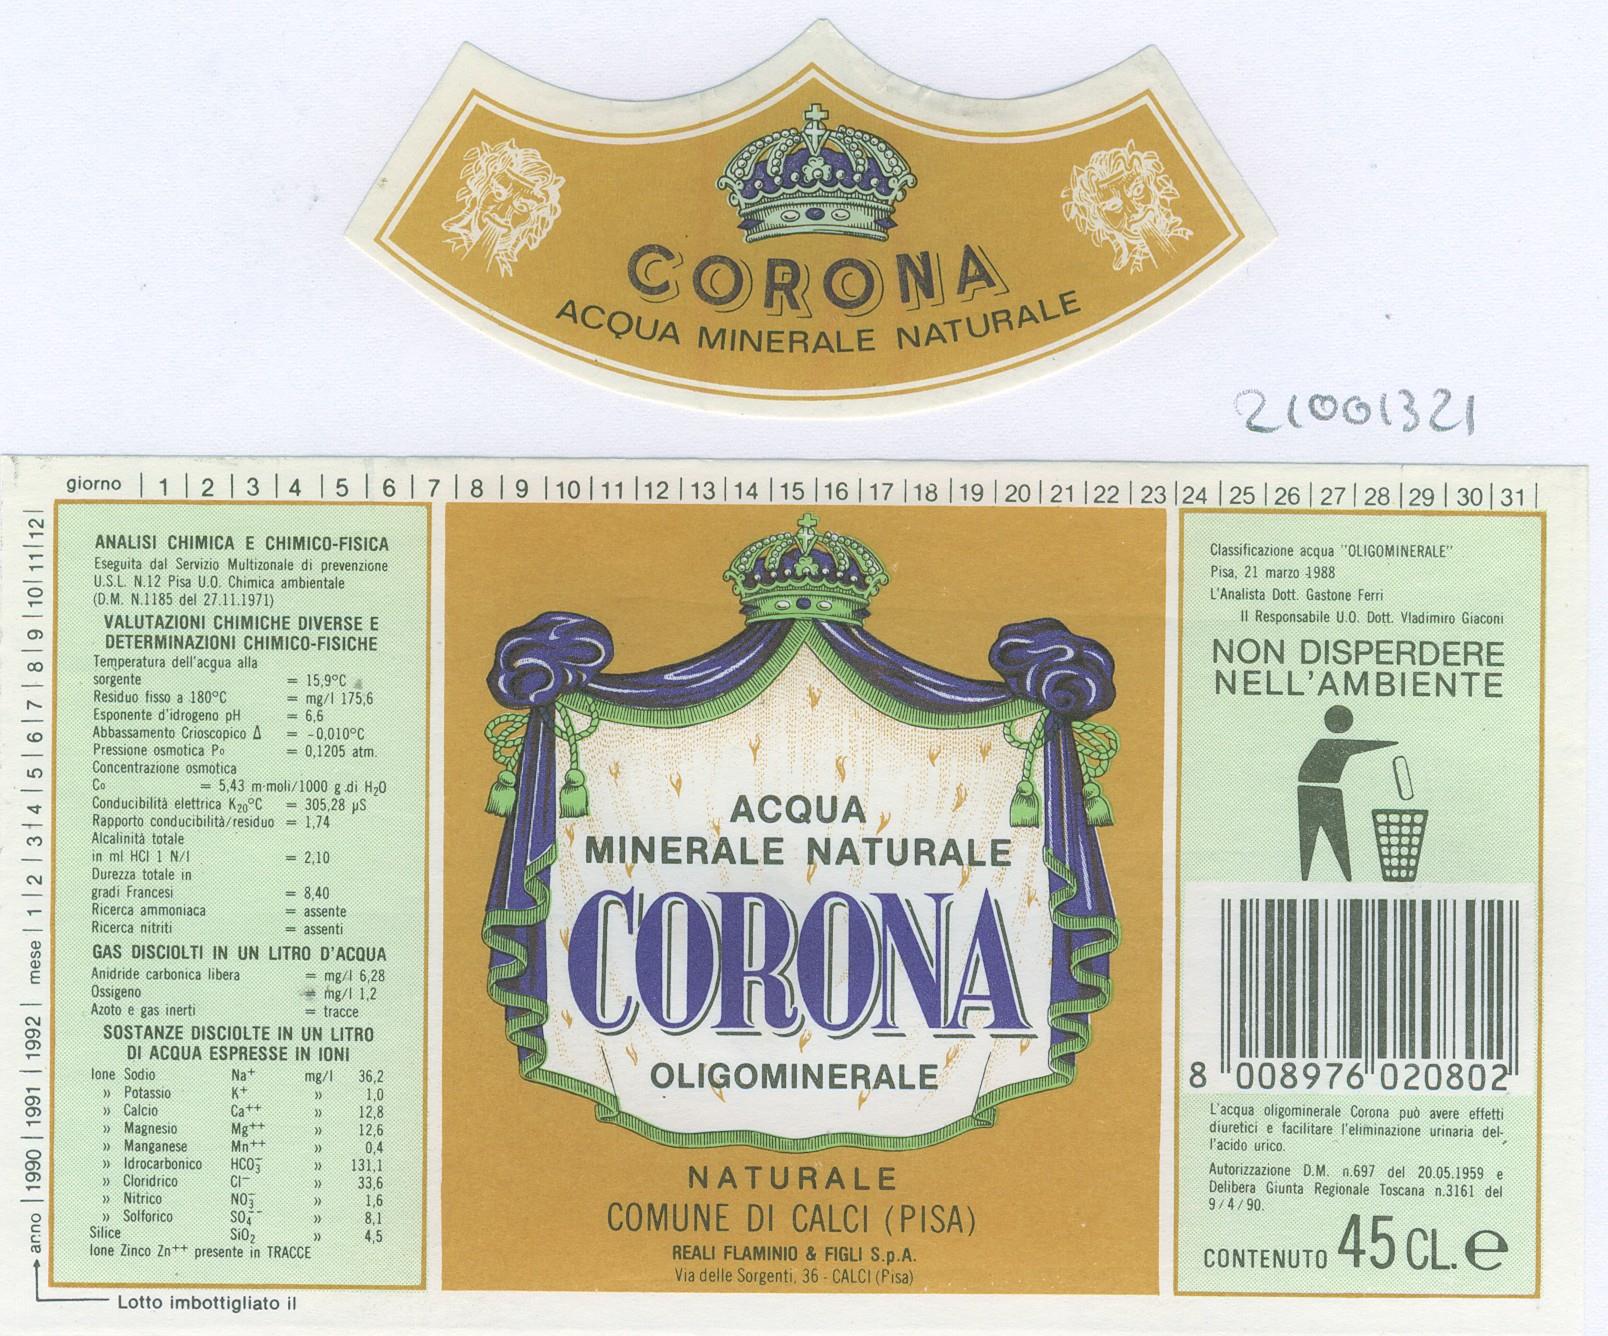 CORONA
ACQUA MINERALE NATURALE
21001321
giorno | 1 | 2 | 3 | 4 | 5 | 6 | 7 | 8 | 9 | 10 | 11 | 12 | 13 | 14 | 15 | 16 | 17 | 18 | 19 | 20 | 21 | 22 | 23 | 24 | 25 | 26 | 27 | 28 | 29 | 30 | 31 |
anno | 1990 | 1991 | 1992 | mese | 1 | 2 | 3 | 4 | 5 | 6 | 7 | 8 | 9 | 10 | 11 | 12 |
ANALISI CHIMICA E CHIMICO-FISICA
Eseguita dal Servizio Multizonale di prevenzione
U.S.L. N.12 Pisa U.O. Chimica ambientale
(D.M. N.1185 del 27.11.1971)
VALUTAZIONI CHIMICHE DIVERSE E
DETERMINAZIONI CHIMICO-FISICHE
Temperatura dell'acqua alla
sorgente = 15,9°C
Residuo fisso a 180°C = mg/l 175,6
Esponente d'idrogeno pH = 6,6
Abbassamento Crioscopico Δ = -0,010°C
Pressione osmotica Po = 0,1205 atm.
Concentrazione osmotica
Co = 5,43 m·moli/1000 g.di H₂O
Conducibilità elettrica K₂₀°C = 305,28 µS
Rapporto conducibilità/residuo = 1,74
Alcalinità totale
in ml HCl 1 N/l = 2,10
Durezza totale in
gradi Francesi = 8,40
Ricerca ammoniaca = assente
Ricerca nitriti = assenti
GAS DISCIOLTI IN UN LITRO D'ACQUA
Anidride carbonica libera = mg/l 6,28
Ossigeno = mg/l 1,2
Azoto e gas inerti = tracce
SOSTANZE DISCIOLTE IN UN LITRO
DI ACQUA ESPRESSE IN IONI
Ione Sodio Na⁺ mg/l 36,2
» Potassio K⁺ » 1,0
» Calcio Ca⁺⁺ » 12,8
» Magnesio Mg⁺⁺ » 12,6
» Manganese Mn⁺⁺ » 0,4
» Idrocarbonico HCO₃⁻ » 131,1
» Cloridrico Cl⁻ » 33,6
» Nitrico NO₃⁻ » 1,6
» Solforico SO₄⁻⁻ » 8,1
Silice SiO₂ » 4,5
Ione Zinco Zn⁺⁺ presente in TRACCE
Lotto imbottigliato il
ACQUA
MINERALE NATURALE
CORONA
OLIGOMINERALE
NATURALE
COMUNE DI CALCI (PISA)
REALI FLAMINIO & FIGLI S.p.A.
Via delle Sorgenti, 36 - CALCI (Pisa)
Classificazione acqua "OLIGOMINERALE"
Pisa, 21 marzo 1988
L'Analista Dott. Gastone Ferri
Il Responsabile U.O. Dott. Vladimiro Giaconi
NON DISPERDERE
NELL'AMBIENTE
8 008976 020802
L'acqua oligominerale Corona può avere effetti
diuretici e facilitare l'eliminazione urinaria del-
l'acido urico.
Autorizzazione D.M. n.697 del 20.05.1959 e
Delibera Giunta Regionale Toscana n.3161 del
9/4/90.
CONTENUTO 45 CL. e